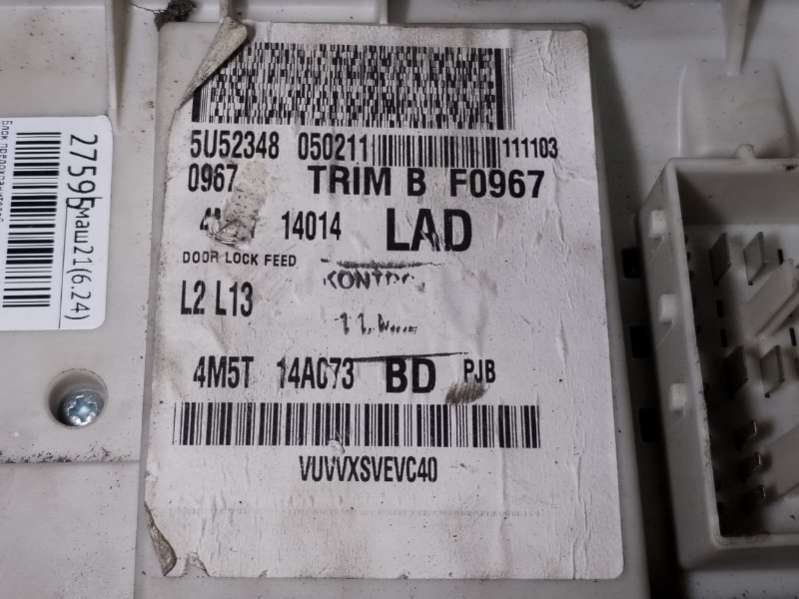 5U52348 050211 111103
0967 TRIM B F0967
14014 LAD
DOOR LOCK FEED
L2 L13
4M5T 14A073 BD PJB
VUVVXSVEVC40
27595
маш21(6.24)